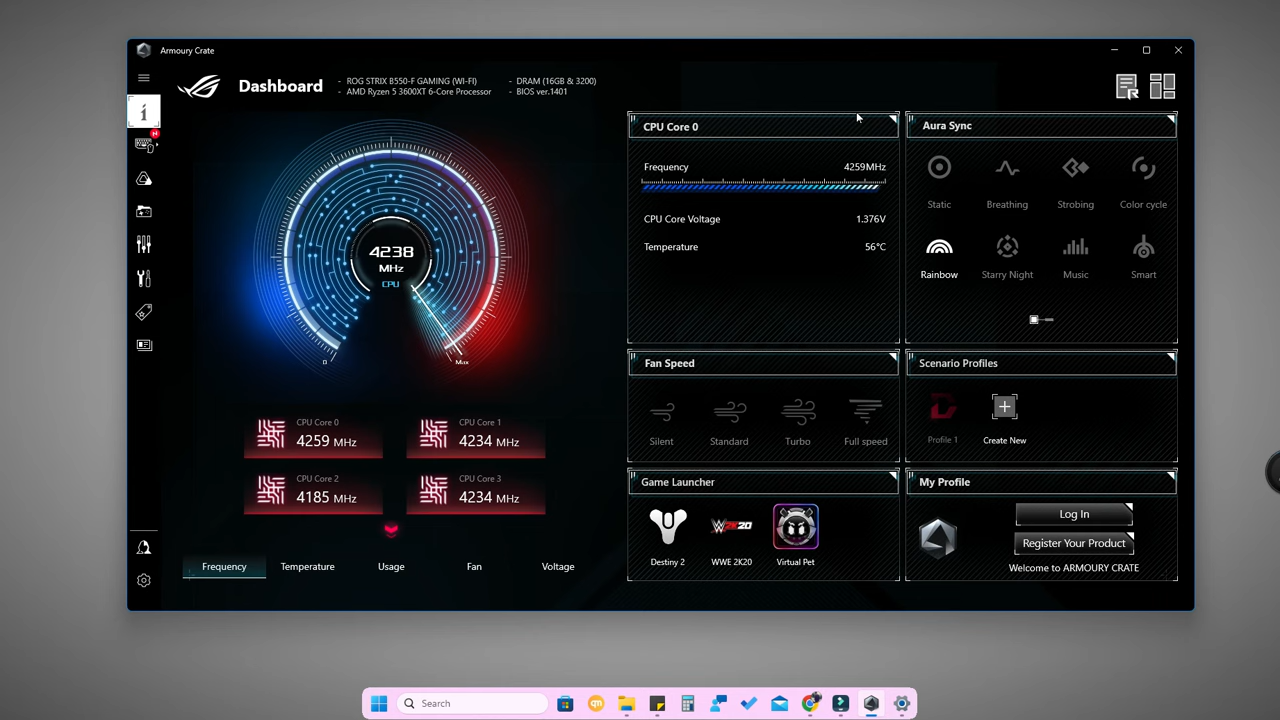 Armoury Crate
Dashboard
- ROG STRIX B550-F GAMING (WI-FI)
- AMD Ryzen 5 3600XT 6-Core Processor
- DRAM (16GB & 3200)
- BIOS ver.1401
4238
MHz
CPU
0
Max
CPU Core 0
4259 MHz
CPU Core 1
4234 MHz
CPU Core 2
4185 MHz
CPU Core 3
4234 MHz
Frequency
Temperature
Usage
Fan
Voltage
CPU Core 0
Frequency 4259MHz
CPU Core Voltage 1.376V
Temperature 56°C
Aura Sync
Static
Breathing
Strobing
Color cycle
Rainbow
Starry Night
Music
Smart
Fan Speed
Silent
Standard
Turbo
Full speed
Scenario Profiles
Profile 1
Create New
Game Launcher
W2K20
Destiny 2
WWE 2K20
Virtual Pet
My Profile
Log In
Register Your Product
Welcome to ARMOURY CRATE
Search